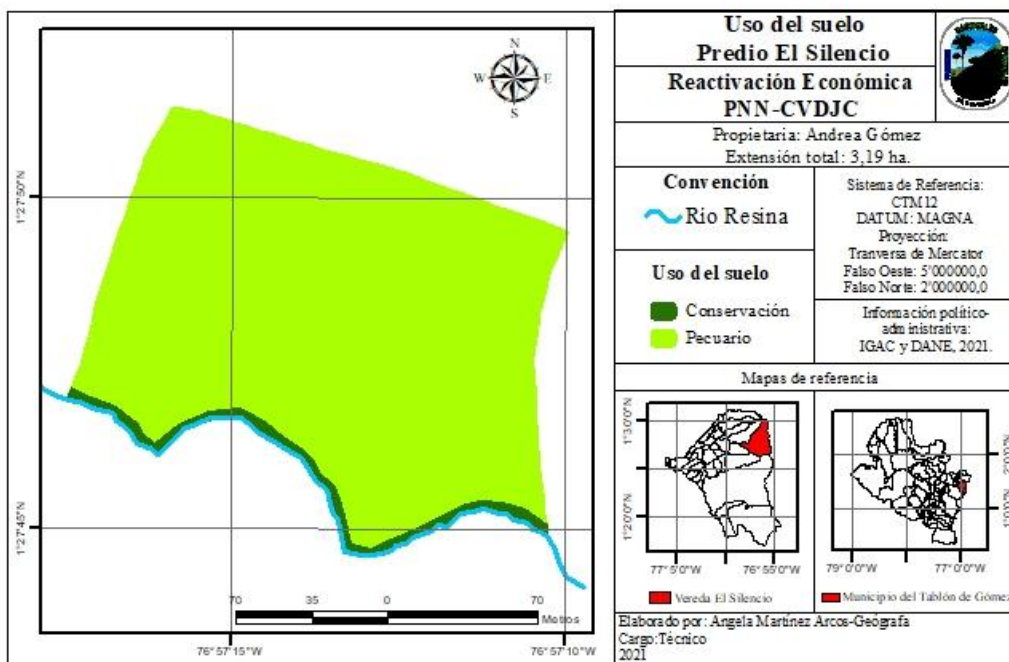 N
W E
S
1°27'50"N
1°27'45"N
70 35 0 70
Metros
76°57'15"W 76°57'10"W
Uso del suelo
Predio El Silencio
Reactivación Económica
PNN-CVDJC
Propietaria: Andrea Gómez
Extensión total: 3,19 ha.
Convención
Rio Resina
Uso del suelo
Conservación
Pecuario
Sistema de Referencia:
CTM12
DATUM: MAGNA
Proyección:
Tranversa de Mercator
Falso Oeste: 5'000000,0
Falso Norte: 2'000000,0
Información político-
administrativa:
IGAC y DANE, 2021.
Mapas de referencia
1°30'0"N
1°20'0"N
77°5'0"W 76°55'0"W
Vereda El Silencio
2°0'0"N
1°0'0"N
79°0'0"W 77°0'0"W
Municipio del Tablón de Gómez
Elaborado por: Angela Martínez Arcos-Geógrafa
Cargo:Técnico
2021